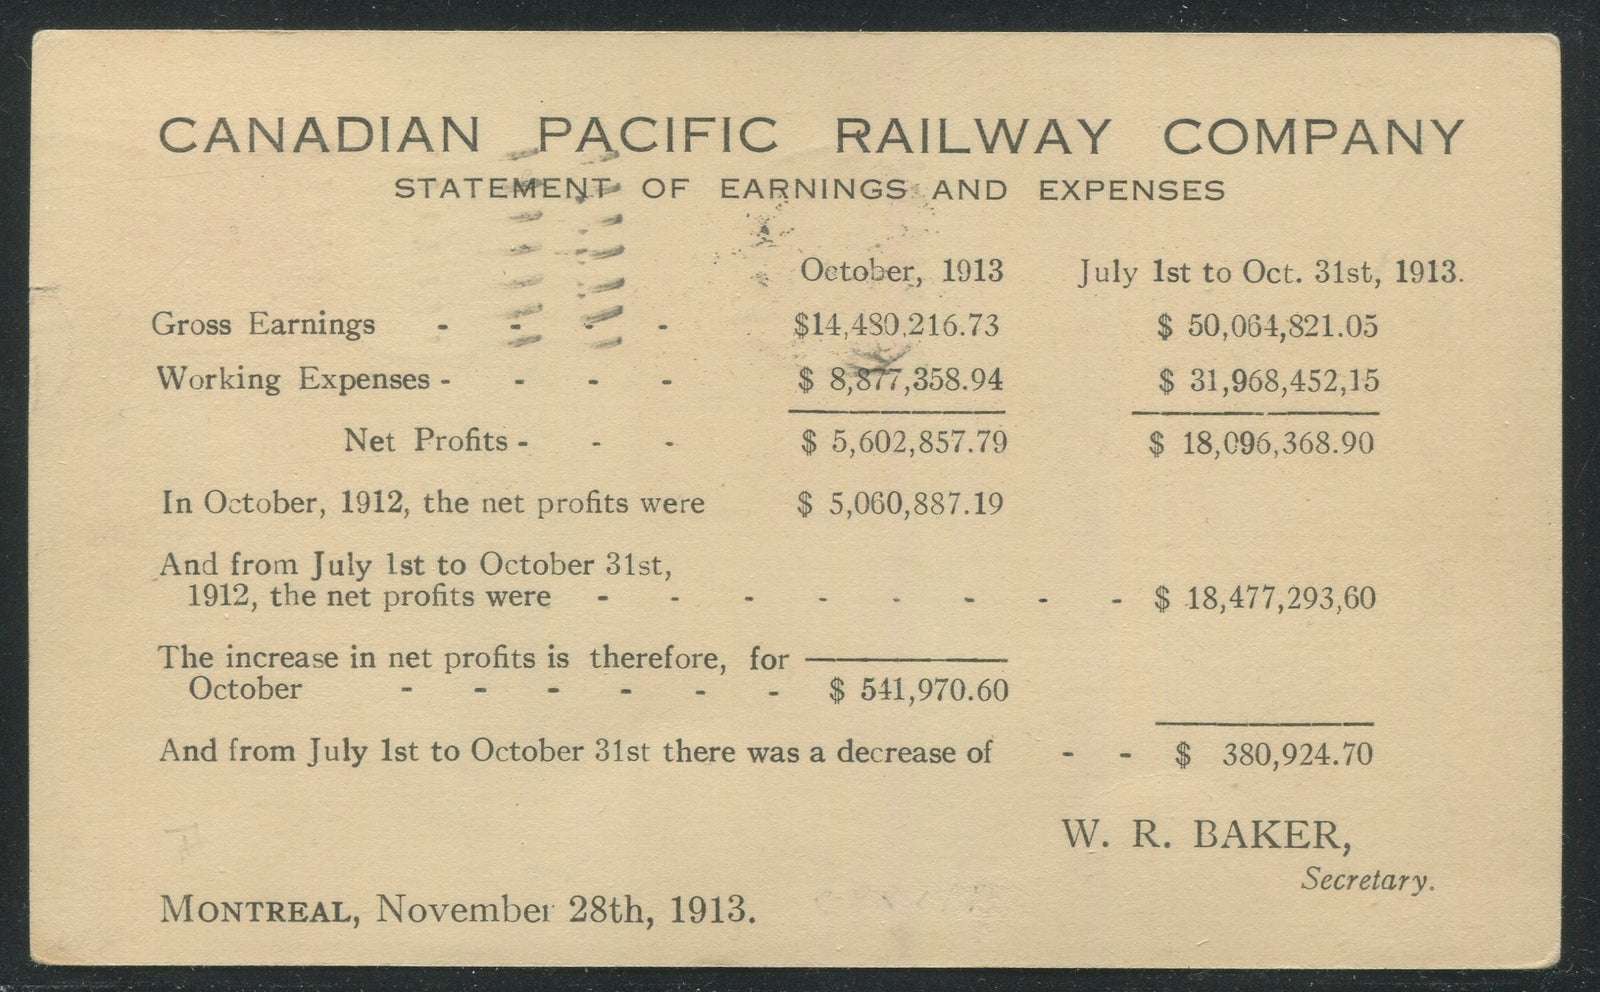 CANADIAN PACIFIC RAILWAY COMPANY
STATEMENT OF EARNINGS AND EXPENSES
October, 1913 July 1st to Oct. 31st, 1913.
Gross Earnings - - - - $14,480,216.73 $ 50,064,821.05
Working Expenses - - - - $ 8,877,358.94 $ 31,968,452,15
Net Profits - - - $ 5,602,857.79 $ 18,096,368.90
In October, 1912, the net profits were $ 5,060,887.19
And from July 1st to October 31st,
1912, the net profits were - - - - - - - - $ 18,477,293,60
The increase in net profits is therefore, for
October - - - - - - $ 541,970.60
And from July 1st to October 31st there was a decrease of - - $ 380,924.70
W. R. BAKER,
Secretary.
MONTREAL, November 28th, 1913.